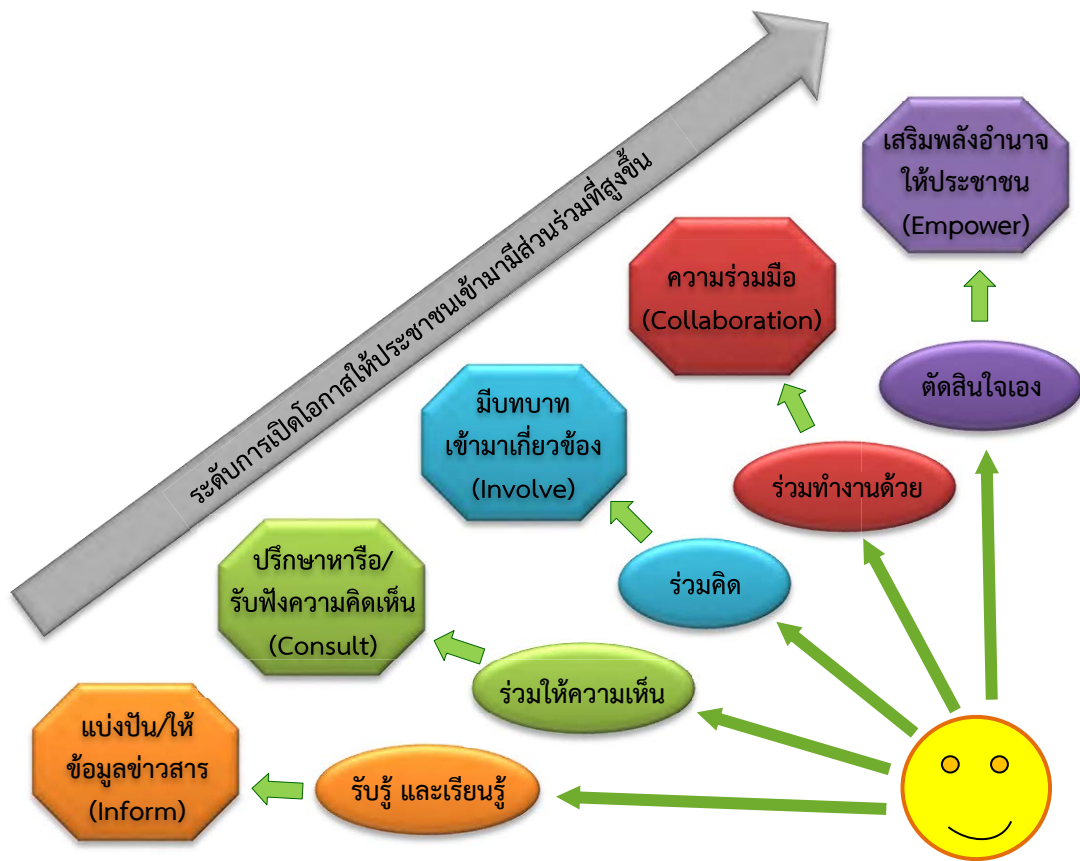 ระดับการเปิดโอกาสให้ประชาชนเข้ามามีส่วนร่วมที่สูงขึ้น
เสริมพลังอำนาจ
ให้ประชาชน
(Empower)
ความร่วมมือ
(Collaboration)
ตัดสินใจเอง
มีบทบาท
เข้ามาเกี่ยวข้อง
(Involve)
ร่วมทำงานด้วย
ปรึกษาหารือ/
รับฟังความคิดเห็น
(Consult)
ร่วมคิด
ร่วมให้ความเห็น
แบ่งปัน/ให้
ข้อมูลข่าวสาร
(Inform)
รับรู้ และเรียนรู้